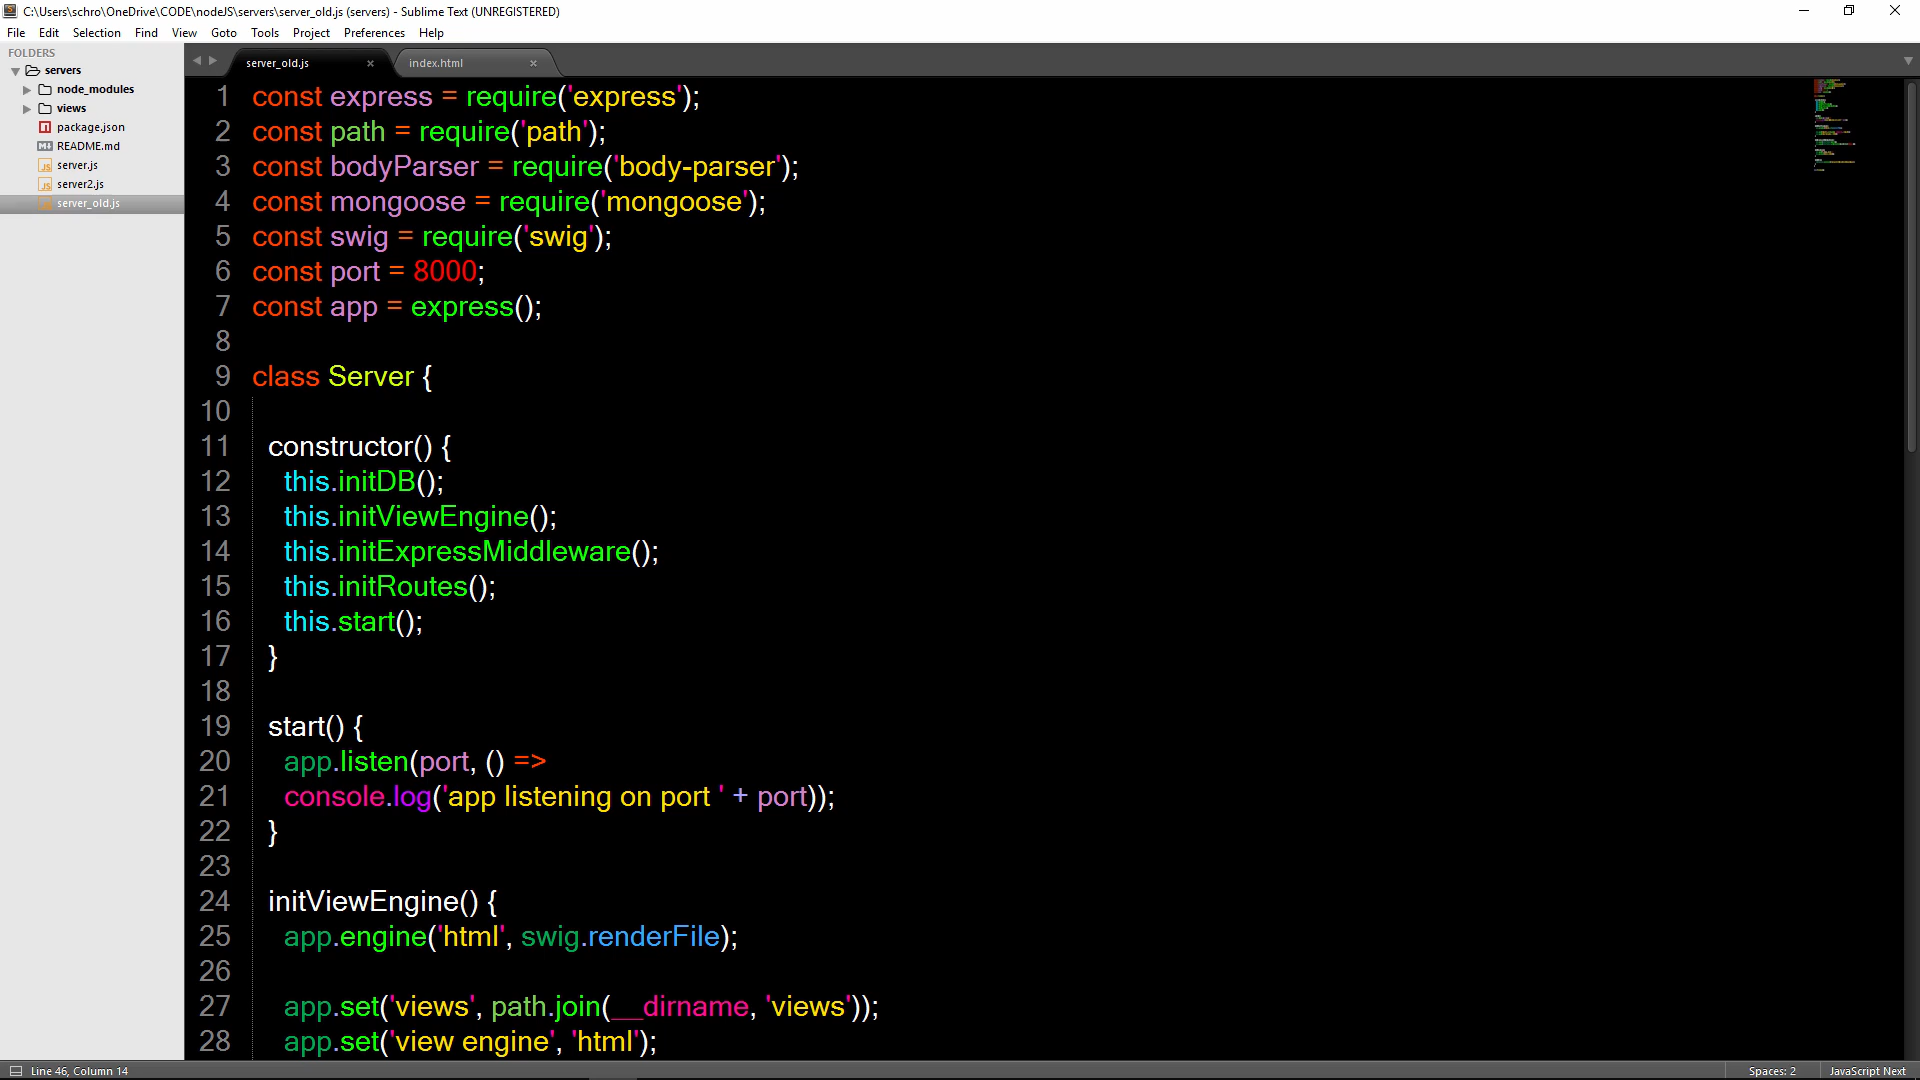 C:\Users\schro\OneDrive\CODE\nodeJS\servers\server_old.js (servers) - Sublime Text (UNREGISTERED)
File Edit Selection Find View Goto Tools Project Preferences Help
FOLDERS
servers
node_modules
views
package.json
README.md
server.js
server2.js
server_old.js
server_old.js × index.html ×
1 const express = require('express');
2 const path = require('path');
3 const bodyParser = require('body-parser');
4 const mongoose = require('mongoose');
5 const swig = require('swig');
6 const port = 8000;
7 const app = express();
8
9 class Server {
10
11 constructor() {
12 this.initDB();
13 this.initViewEngine();
14 this.initExpressMiddleware();
15 this.initRoutes();
16 this.start();
17 }
18
19 start() {
20 app.listen(port, () =>
21 console.log('app listening on port ' + port));
22 }
23
24 initViewEngine() {
25 app.engine('html', swig.renderFile);
26
27 app.set('views', path.join(__dirname, 'views'));
28 app.set('view engine', 'html');
Line 46, Column 14 Spaces: 2 JavaScript Next